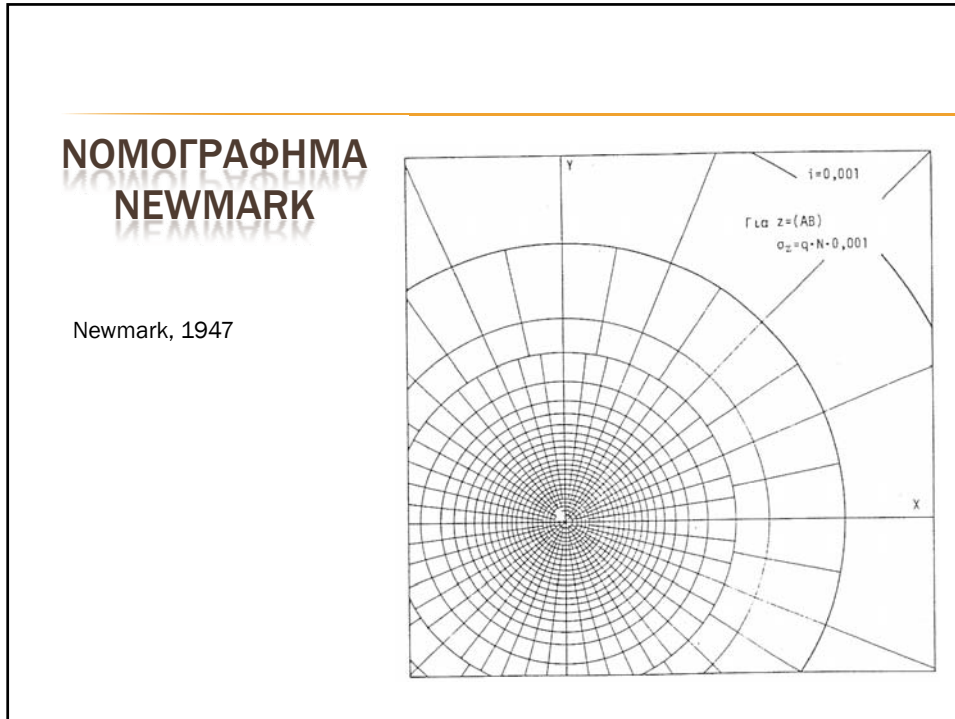 ΝΟΜΟΓΡΑΦΗΜΑ
NEWMARK
Newmark, 1947
Y
i=0,001
Για z=(AB)
σz=q·N·0,001
X